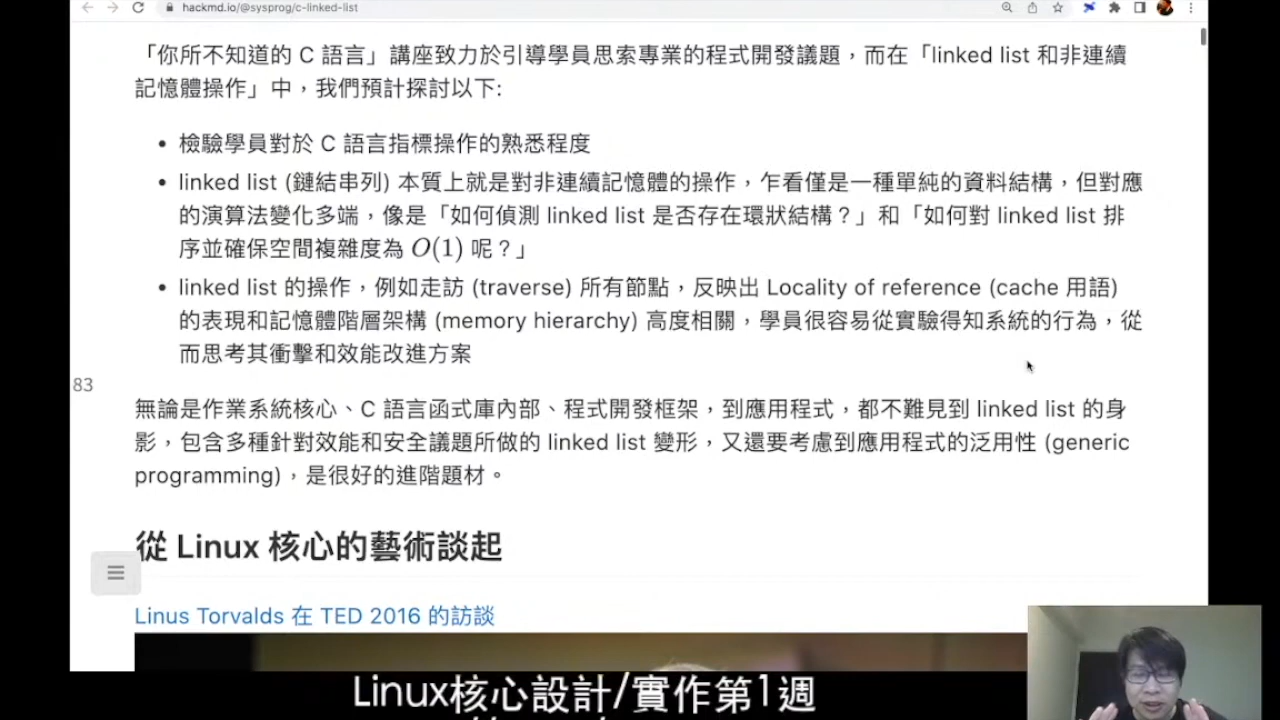 hackmd.io/@sysprog/c-linked-list
「你所不知道的 C 語言」講座致力於引導學員思索專業的程式開發議題，而在「linked list 和非連續
記憶體操作」中，我們預計探討以下:
• 檢驗學員對於 C 語言指標操作的熟悉程度
• linked list (鏈結串列) 本質上就是對非連續記憶體的操作，乍看僅是一種單純的資料結構，但對應
的演算法變化多端，像是「如何偵測 linked list 是否存在環狀結構？」和「如何對 linked list 排
序並確保空間複雜度為 O(1) 呢？」
• linked list 的操作，例如走訪 (traverse) 所有節點，反映出 Locality of reference (cache 用語)
的表現和記憶體階層架構 (memory hierarchy) 高度相關，學員很容易從實驗得知系統的行為，從
而思考其衝擊和效能改進方案
83
無論是作業系統核心、C 語言函式庫內部、程式開發框架，到應用程式，都不難見到 linked list 的身
影，包含多種針對效能和安全議題所做的 linked list 變形，又還要考慮到應用程式的泛用性 (generic
programming)，是很好的進階題材。
從 Linux 核心的藝術談起
Linus Torvalds 在 TED 2016 的訪談
Linux核心設計/實作第1週